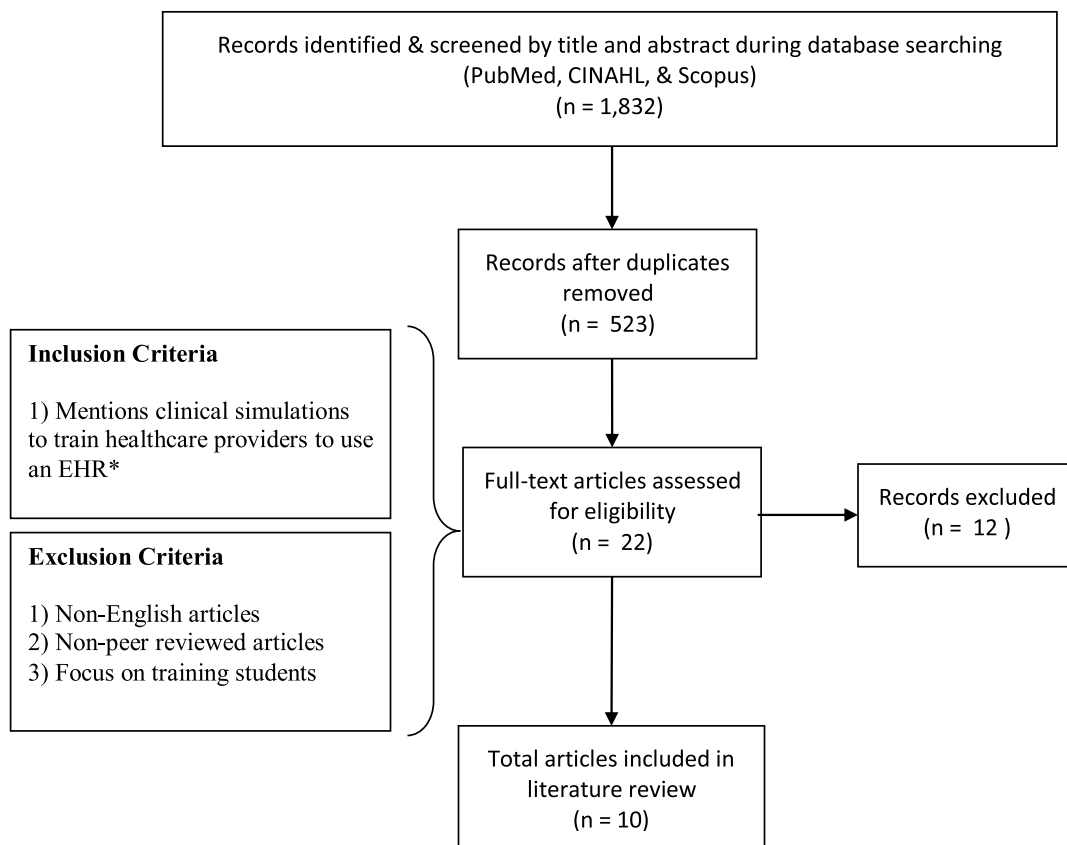 Records identified & screened by title and abstract during database searching
(PubMed, CINAHL, & Scopus)
(n = 1,832)
Records after duplicates
removed
(n = 523)
Inclusion Criteria
1) Mentions clinical simulations
to train healthcare providers to use
an EHR*
Exclusion Criteria
1) Non-English articles
2) Non-peer reviewed articles
3) Focus on training students
Full-text articles assessed
for eligibility
(n = 22)
Records excluded
(n = 12 )
Total articles included in
literature review
(n = 10)